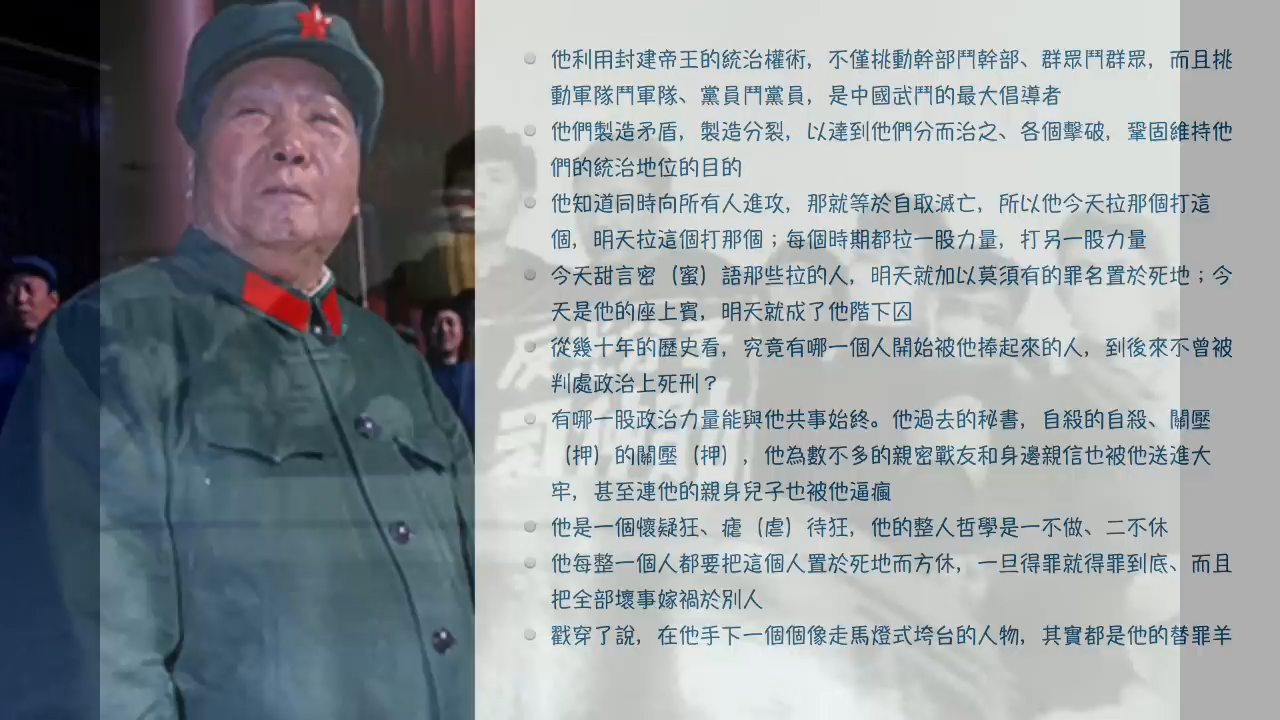 他利用封建帝王的統治權術，不僅挑動幹部鬥幹部、群眾鬥群眾，而且挑
動軍隊鬥軍隊、黨員鬥黨員，是中國武鬥的最大倡導者
他們製造矛盾，製造分裂，以達到他們分而治之、各個擊破，鞏固維持他
們的統治地位的目的
他知道同時向所有人進攻，那就等於自取滅亡，所以他今天拉那個打這
個，明天拉這個打那個；每個時期都拉一股力量，打另一股力量
今天甜言密（蜜）語那些拉的人，明天就加以莫須有的罪名置於死地；今
天是他的座上賓，明天就成了他階下囚
從幾十年的歷史看，究竟有哪一個人開始被他捧起來的人，到後來不曾被
判處政治上死刑？
有哪一股政治力量能與他共事始終。他過去的秘書，自殺的自殺、關壓
（押）的關壓（押），他為數不多的親密戰友和身邊親信也被他送進大
牢，甚至連他的親身兒子也被他逼瘋
他是一個懷疑狂、瘧（虐）待狂，他的整人哲學是一不做、二不休
他每整一個人都要把這個人置於死地而方休，一旦得罪就得罪到底、而且
把全部壞事嫁禍於別人
戳穿了說，在他手下一個個像走馬燈式垮台的人物，其實都是他的替罪羊